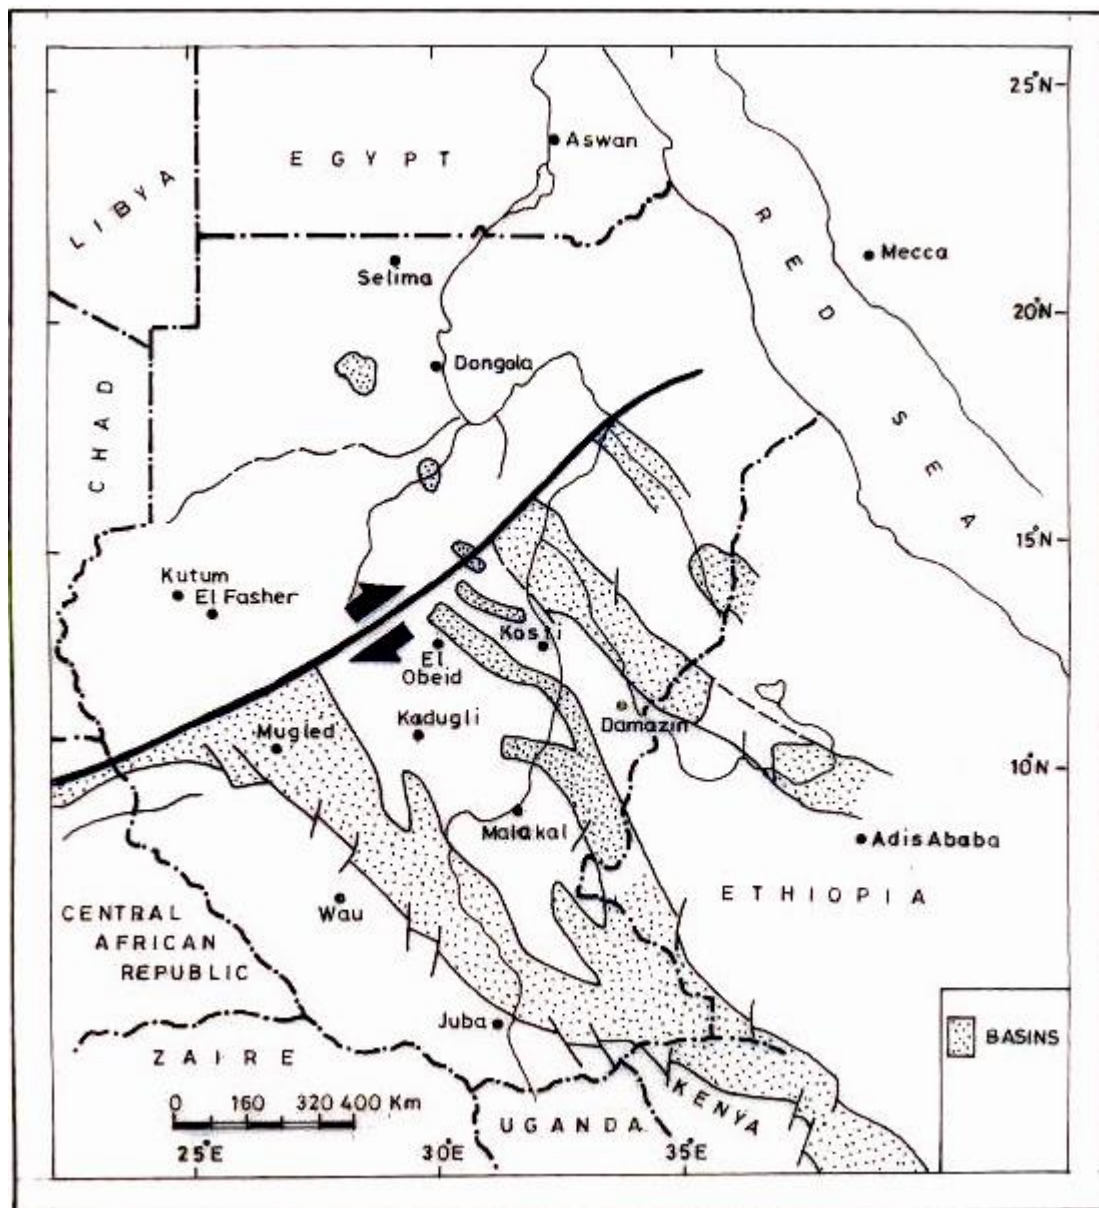 25°N
Aswan
EGYPT
LIBYA
RED SEA
Mecca
Selima
20°N
Dongola
CHAD
15°N
Kutum
El Fasher
Kosti
El
Obeid
Kadugli
Damazin
Mugled
10°N
Malakal
Adis Ababa
ETHIOPIA
Wau
CENTRAL
AFRICAN
REPUBLIC
Juba
BASINS
ZAIRE
KENYA
0 160 320 400 Km
UGANDA
25°E
30°E
35°E